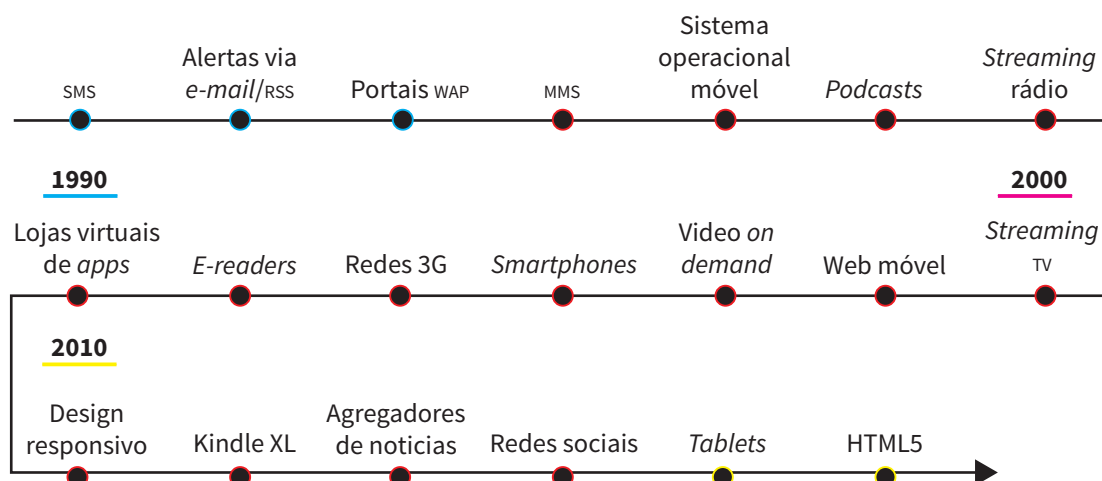 SMS
Alertas via
e-mail/RSS
Portais WAP
MMS
Sistema
operacional
móvel
Podcasts
Streaming
rádio
1990
2000
Lojas virtuais
de apps
E-readers
Redes 3G
Smartphones
Video on
demand
Web móvel
Streaming
TV
2010
Design
responsivo
Kindle XL
Agregadores
de noticias
Redes sociais
Tablets
HTML5